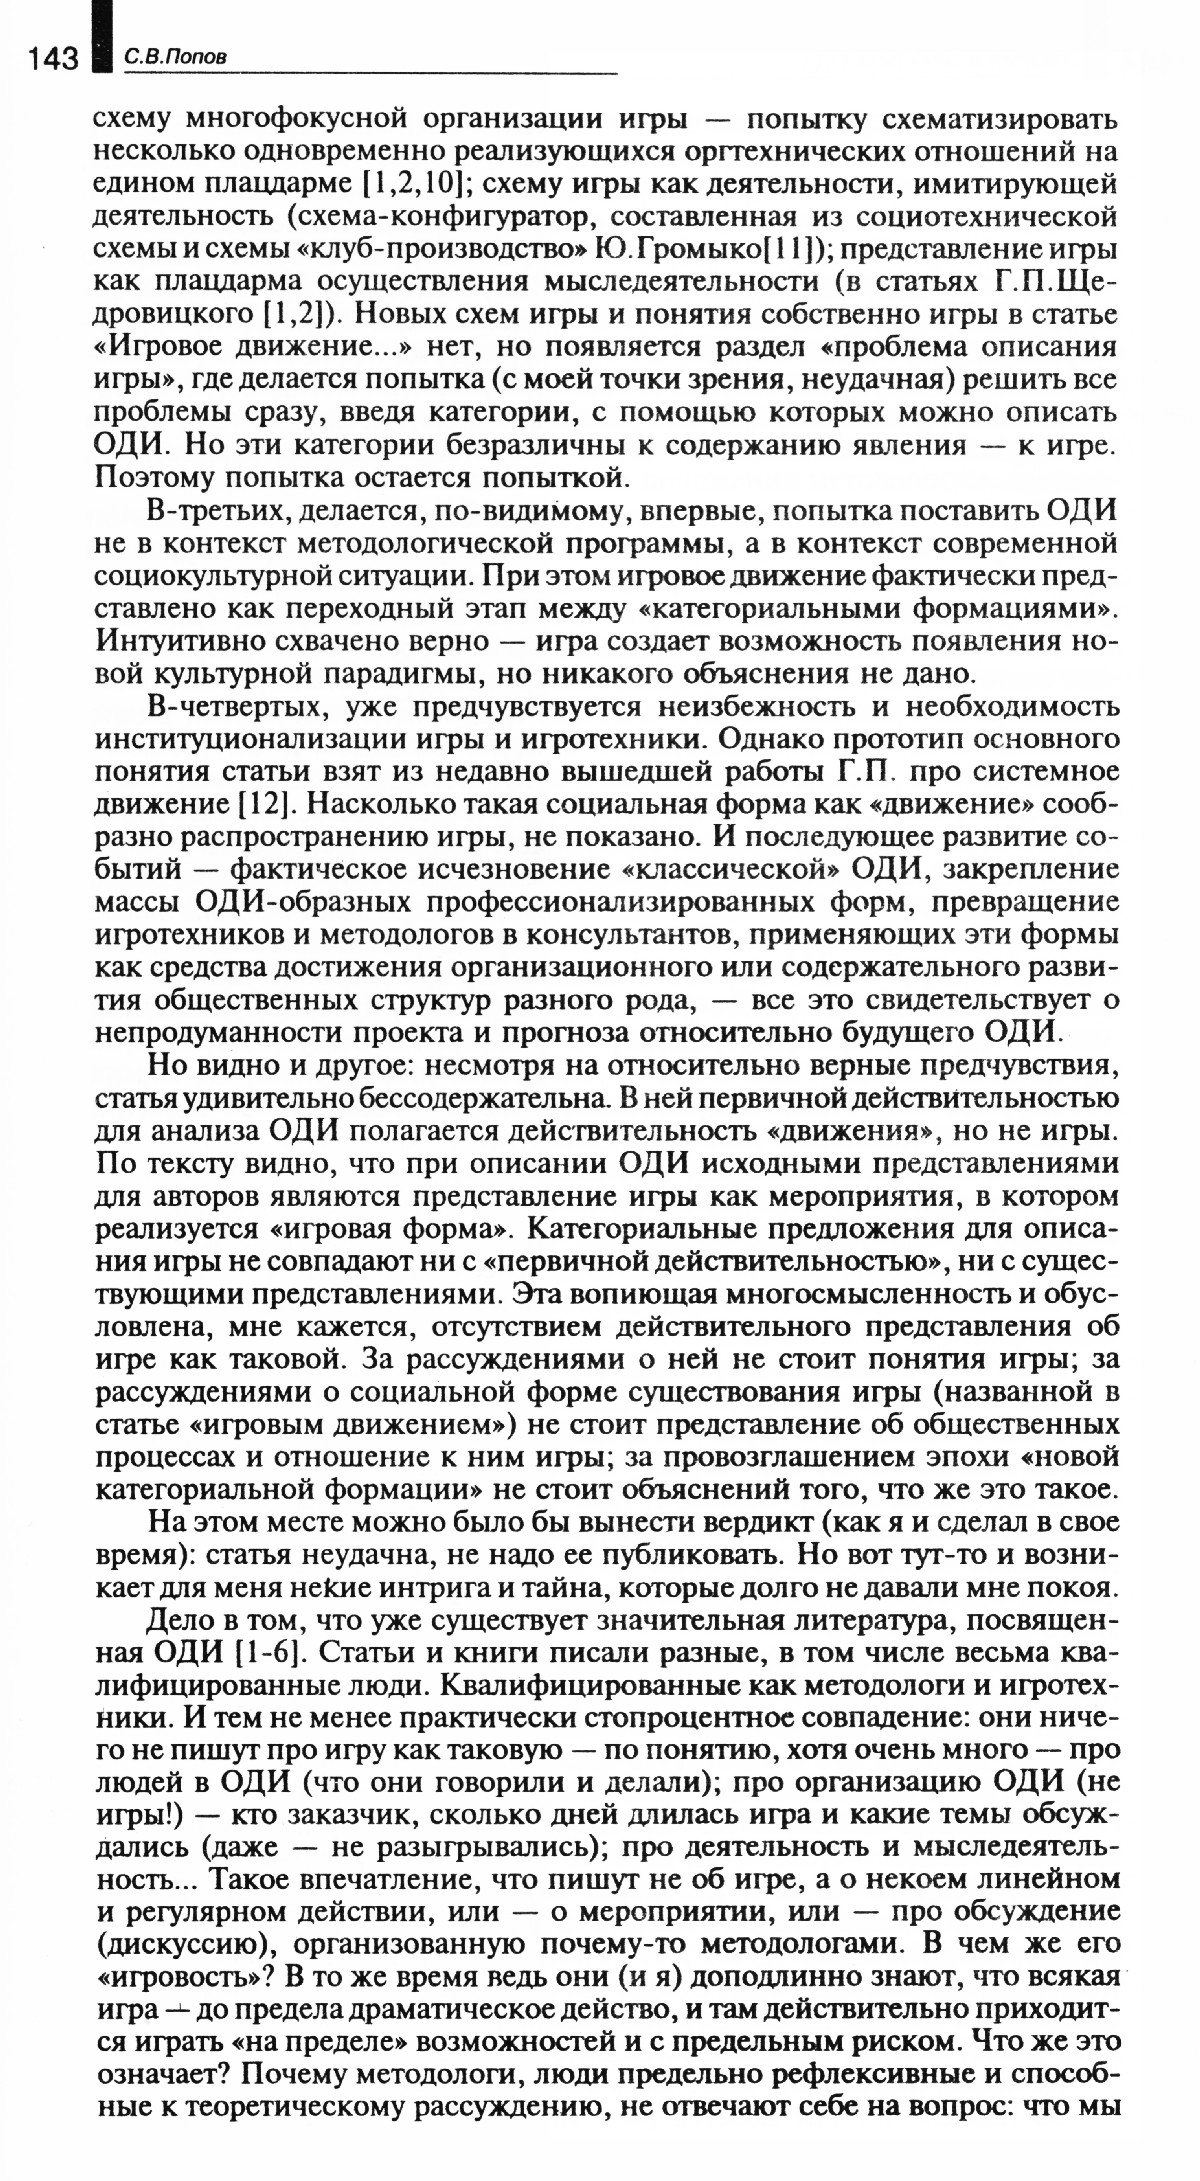 143
С.В.Попов
схему многофокусной организации игры — попытку схематизировать
несколько одновременно реализующихся оргтехнических отношений на
едином плацдарме [1,2,10]; схему игры как деятельности, имитирующей
деятельность (схема-конфигуратор, составленная из социотехнической
схемы и схемы «клуб-производство» Ю.Громыко[11]); представление игры
как плацдарма осуществления мыследеятельности (в статьях Г.П.Ще-
дровицкого [1,2]). Новых схем игры и понятия собственно игры в статье
«Игровое движение...» нет, но появляется раздел «проблема описания
игры», где делается попытка (с моей точки зрения, неудачная) решить все
проблемы сразу, введя категории, с помощью которых можно описать
ОДИ. Но эти категории безразличны к содержанию явления — к игре.
Поэтому попытка остается попыткой.
В-третьих, делается, по-видимому, впервые, попытка поставить ОДИ
не в контекст методологической программы, а в контекст современной
социокультурной ситуации. При этом игровое движение фактически пред-
ставлено как переходный этап между «категориальными формациями».
Интуитивно схвачено верно — игра создает возможность появления но-
вой культурной парадигмы, но никакого объяснения не дано.
В-четвертых, уже предчувствуется неизбежность и необходимость
институционализации игры и игротехники. Однако прототип основного
понятия статьи взят из недавно вышедшей работы Г.П. про системное
движение [12]. Насколько такая социальная форма как «движение» сооб-
разно распространению игры, не показано. И последующее развитие со-
бытий — фактическое исчезновение «классической» ОДИ, закрепление
массы ОДИ-образных профессионализированных форм, превращение
игротехников и методологов в консультантов, применяющих эти формы
как средства достижения организационного или содержательного разви-
тия общественных структур разного рода, — все это свидетельствует о
непродуманности проекта и прогноза относительно будущего ОДИ.
Но видно и другое: несмотря на относительно верные предчувствия,
статья удивительно бессодержательна. В ней первичной действительностью
для анализа ОДИ полагается действительность «движения», но не игры.
По тексту видно, что при описании ОДИ исходными представлениями
для авторов являются представление игры как мероприятия, в котором
реализуется «игровая форма». Категориальные предложения для описа-
ния игры не совпадают ни с «первичной действительностью», ни с сущес-
твующими представлениями. Эта вопиющая многосмысленность и обус-
ловлена, мне кажется, отсутствием действительного представления об
игре как таковой. За рассуждениями о ней не стоит понятия игры; за
рассуждениями о социальной форме существования игры (названной в
статье «игровым движением») не стоит представление об общественных
процессах и отношение к ним игры; за провозглашением эпохи «новой
категориальной формации» не стоит объяснений того, что же это такое.
На этом месте можно было бы вынести вердикт (как я и сделал в свое
время): статья неудачна, не надо ее публиковать. Но вот тут-то и возни-
кает для меня некие интрига и тайна, которые долго не давали мне покоя.
Дело в том, что уже существует значительная литература, посвящен-
ная ОДИ [1-6]. Статьи и книги писали разные, в том числе весьма ква-
лифицированные люди. Квалифицированные как методологи и игротех-
ники. И тем не менее практически стопроцентное совпадение: они ниче-
го не пишут про игру как таковую — по понятию, хотя очень много — про
людей в ОДИ (что они говорили и делали); про организацию ОДИ (не
игры!) — кто заказчик, сколько дней длилась игра и какие темы обсуж-
дались (даже — не разыгрывались); про деятельность и мыследеятель-
ность... Такое впечатление, что пишут не об игре, а о некоем линейном
и регулярном действии, или — о мероприятии, или — про обсуждение
(дискуссию), организованную почему-то методологами. В чем же его
«игровость»? В то же время ведь они (и я) доподлинно знают, что всякая
игра — до предела драматическое действо, и там действительно приходит-
ся играть «на пределе» возможностей и с предельным риском. Что же это
означает? Почему методологи, люди предельно рефлексивные и способ-
ные к теоретическому рассуждению, не отвечают себе на вопрос: что мы